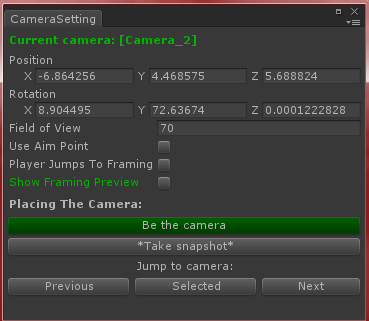 CameraSetting
Current camera: [Camera_2]
Position
X -6.864256 Y 4.468575 Z 5.688824
Rotation
X 8.904495 Y 72.63674 Z 0.0001222828
Field of View 70
Use Aim Point
Player Jumps To Framing
Show Framing Preview
Placing The Camera:
Be the camera
*Take snapshot*
Jump to camera:
Previous Selected Next